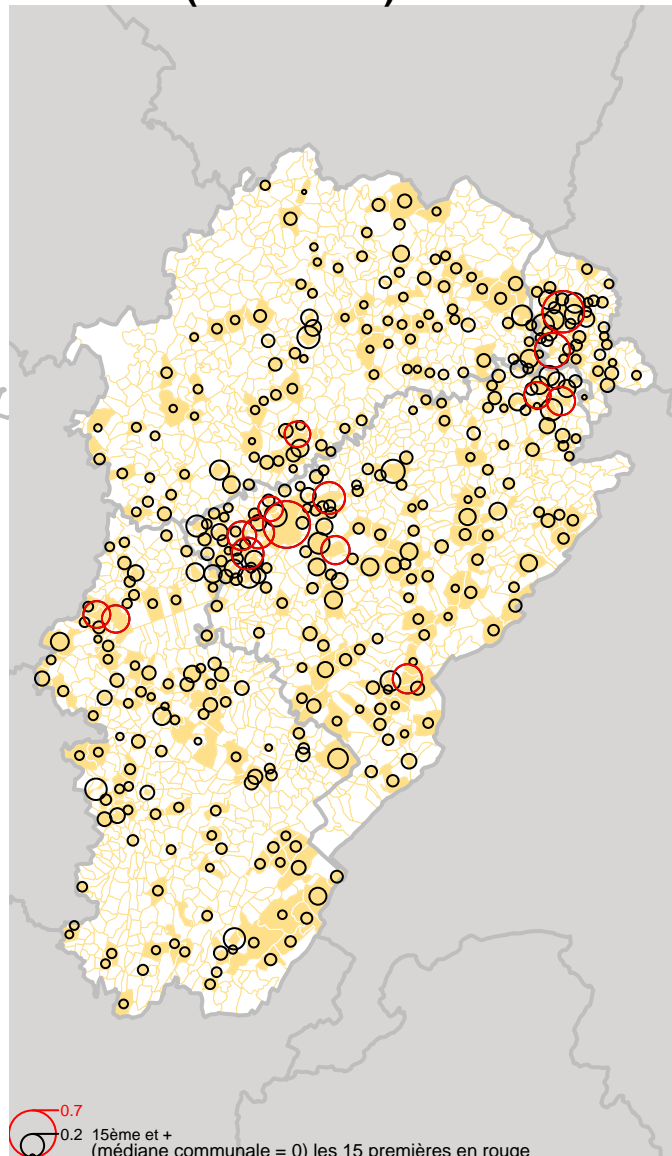 0.7
0.2 15ème et +
(médiane communale = 0) les 15 premières en rouge